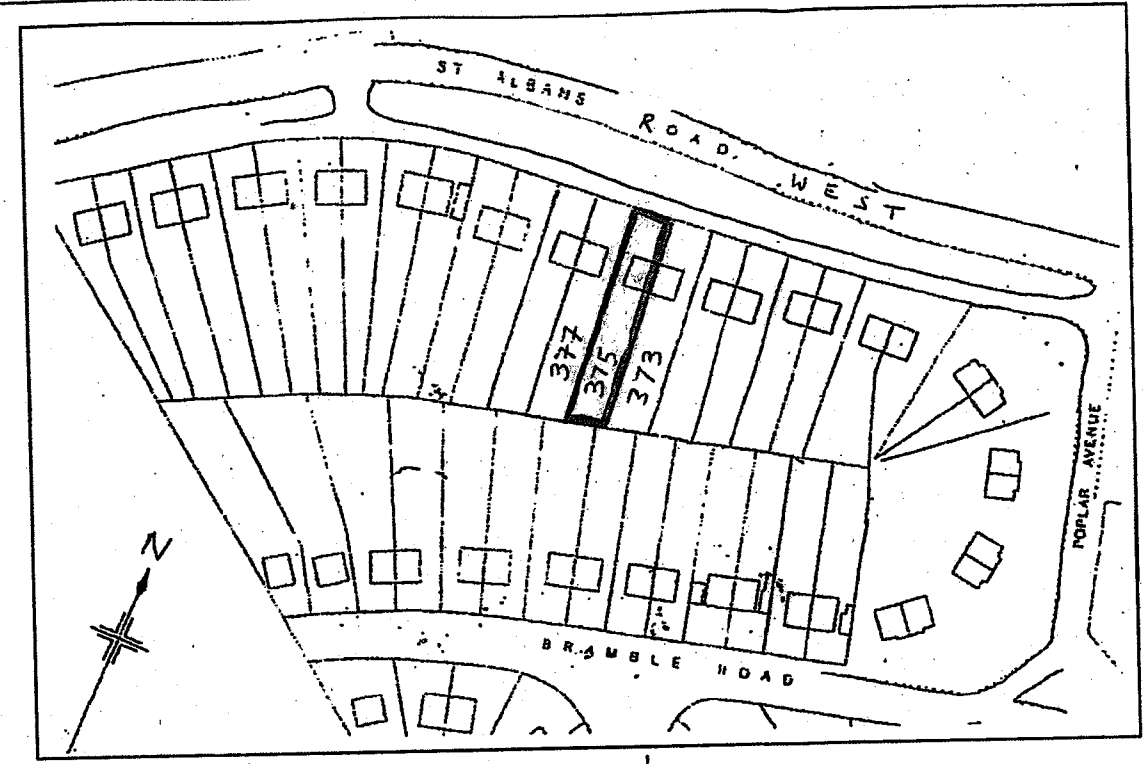 ST ALBANS ROAD. WEST
377
375
373
POPLAR AVENUE
N
BRAMBLE ROAD